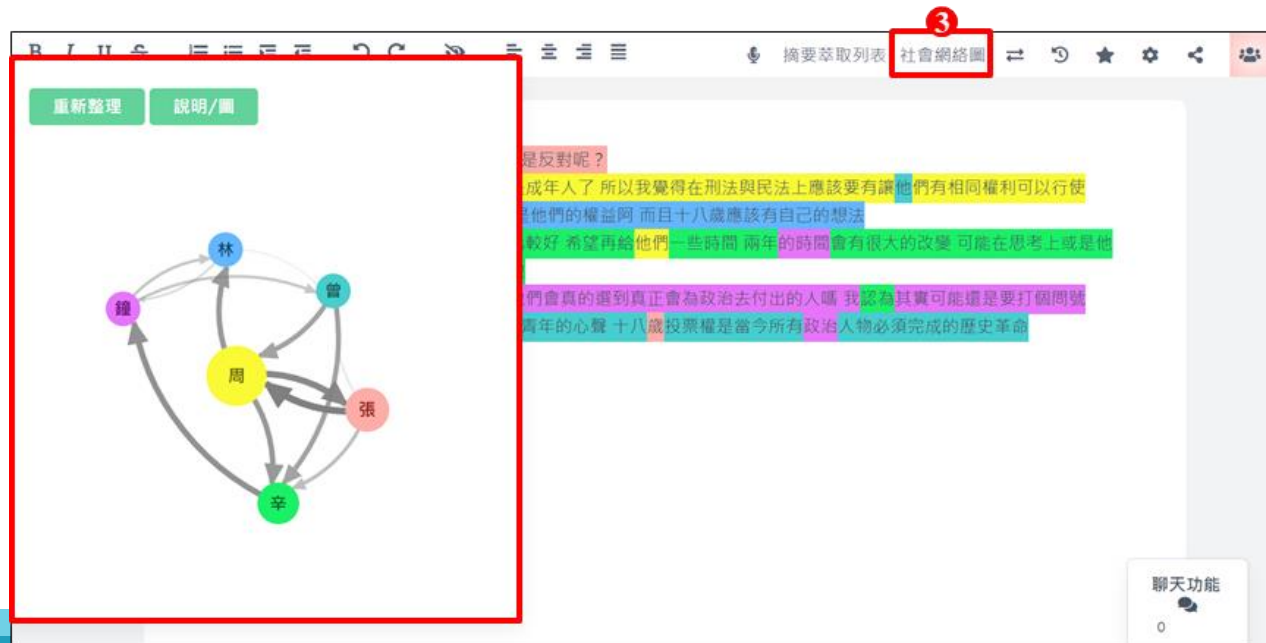 3
B I U S
摘要萃取列表 社會網絡圖
重新整理 說明/圖
是反對呢？
成年人了 所以我覺得在刑法與民法上應該要有讓他們有相同權利可以行使
是他們的權益阿 而且十八歲應該有自己的想法
較好 希望再給他們一些時間 兩年的時間會有很大的改變 可能在思考上或是他
們會真的選到真正會為政治去付出的人嗎 我認為其實可能還是要打個問號
青年的心聲 十八歲投票權是當今所有政治人物必須完成的歷史革命
林
曾
鐘
周
張
辛
聊天功能
0